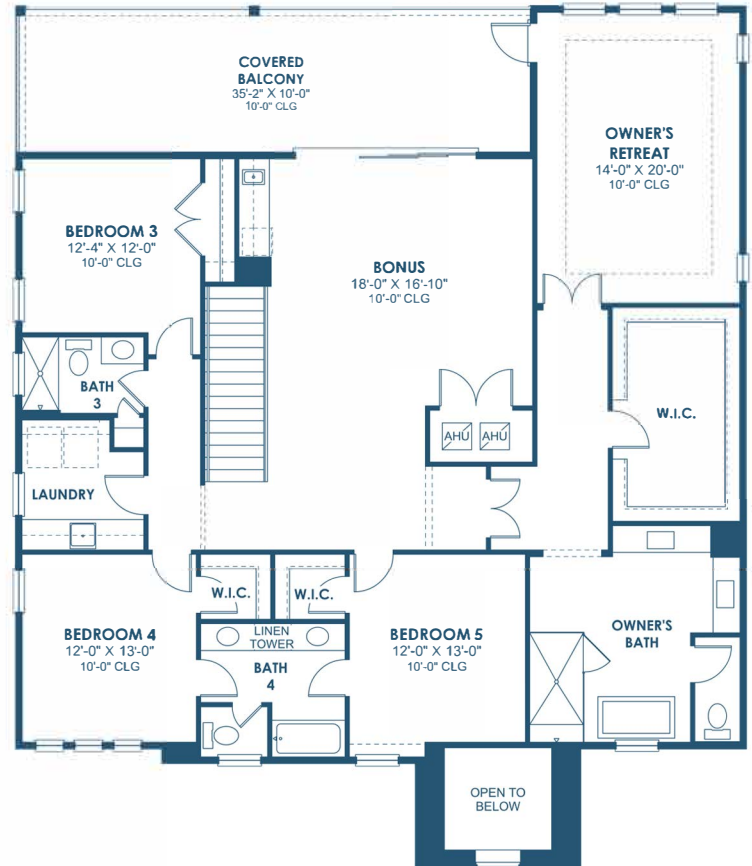 COVERED
BALCONY
35'-2" X 10'-0"
10'-0" CLG
OWNER'S
RETREAT
14'-0" X 20'-0"
10'-0" CLG
BEDROOM 3
12'-4" X 12'-0"
10'-0" CLG
BONUS
18'-0" X 16'-10"
10'-0" CLG
BATH
3
AHU AHU
W.I.C.
LAUNDRY
W.I.C. W.I.C.
BEDROOM 4
12'-0" X 13'-0"
10'-0" CLG
LINEN
TOWER
BATH
4
BEDROOM 5
12'-0" X 13'-0"
10'-0" CLG
OWNER'S
BATH
OPEN TO
BELOW